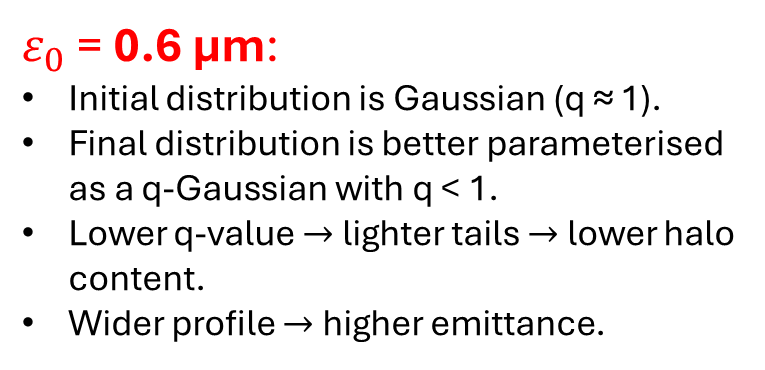 ε₀ = 0.6 µm:
• Initial distribution is Gaussian (q ≈ 1).
• Final distribution is better parameterised
as a q-Gaussian with q < 1.
• Lower q-value → lighter tails → lower halo
content.
• Wider profile → higher emittance.